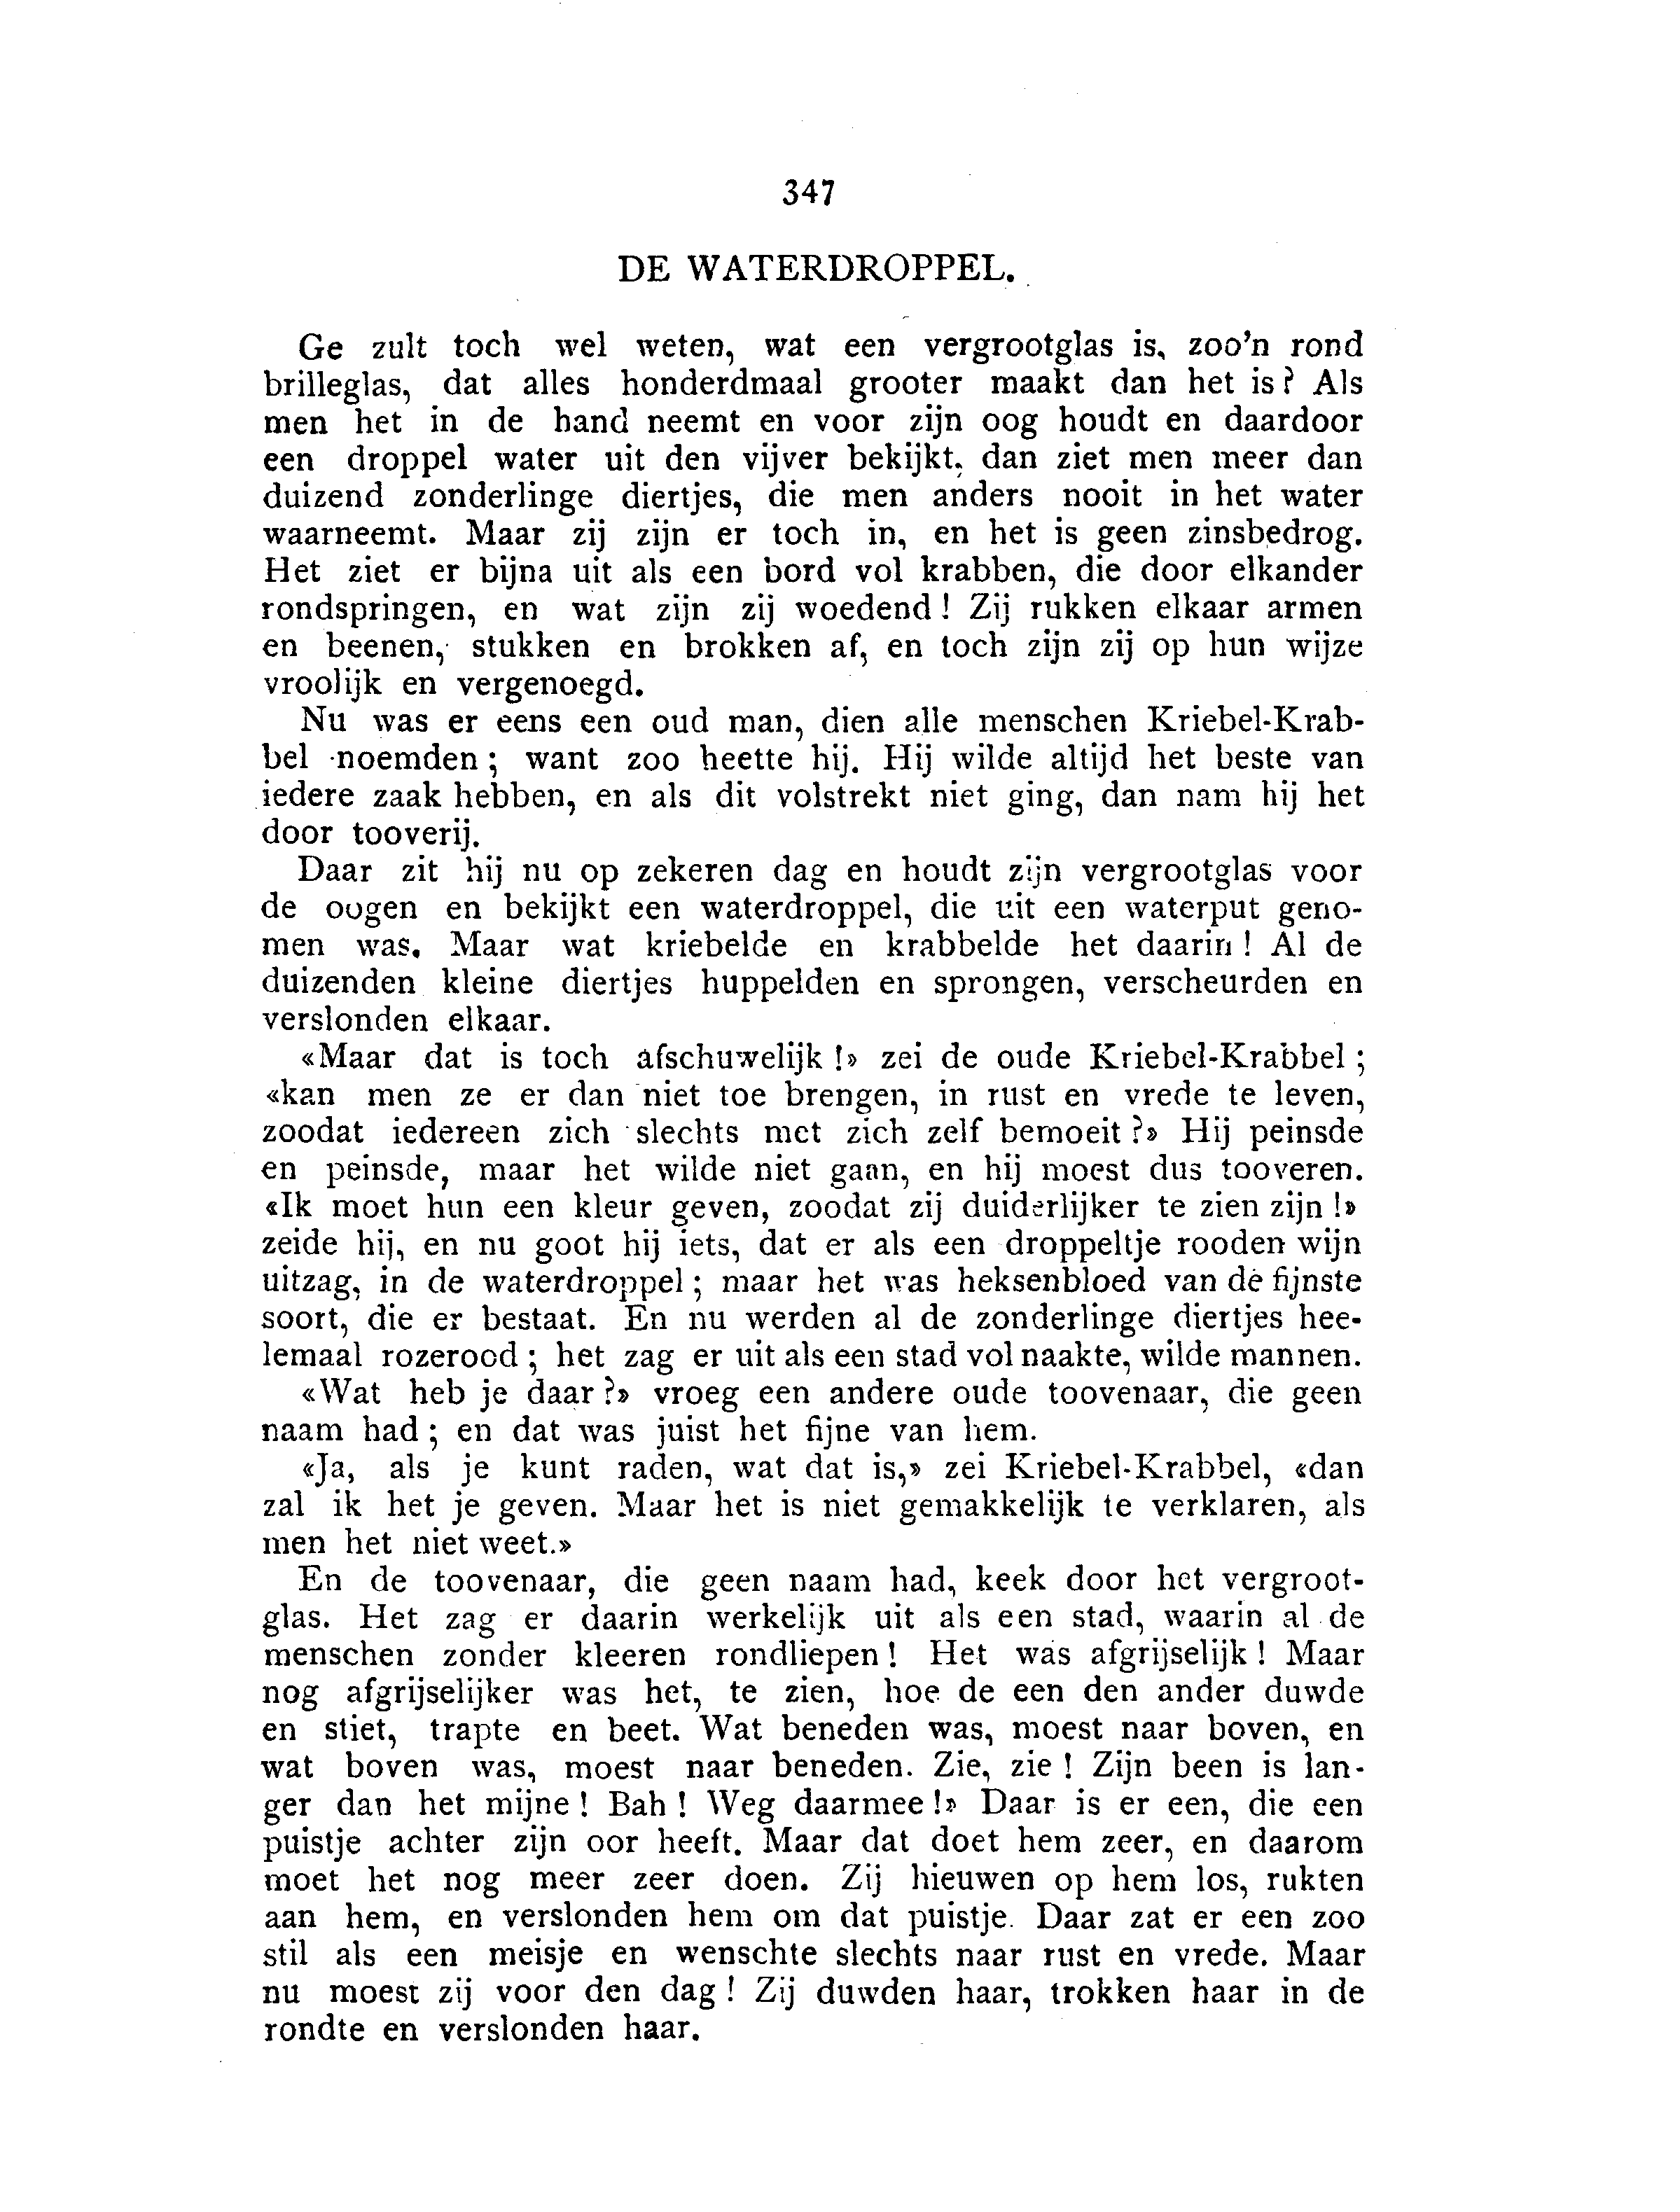 347
DE WATERDROPPEL.
Ge zult toch wel weten, wat een vergrootglas is, zoo'n rond
brilleglas, dat alles honderdmaal grooter maakt dan het is? Als
men het in de hand neemt en voor zijn oog houdt en daardoor
een droppel water uit den vijver bekijkt, dan ziet men meer dan
duizend zonderlinge diertjes, die men anders nooit in het water
waarneemt. Maar zij zijn er toch in, en het is geen zinsbedrog.
Het ziet er bijna uit als een bord vol krabben, die door elkander
rondspringen, en wat zijn zij woedend! Zij rukken elkaar armen
en beenen, stukken en brokken af, en toch zijn zij op hun wijze
vroolijk en vergenoegd.
Nu was er eens een oud man, dien alle menschen Kriebel-Krab-
bel noemden; want zoo heette hij. Hij wilde altijd het beste van
iedere zaak hebben, en als dit volstrekt niet ging, dan nam hij het
door tooverij.
Daar zit hij nu op zekeren dag en houdt zijn vergrootglas voor
de oogen en bekijkt een waterdroppel, die uit een waterput geno-
men was. Maar wat kriebelde en krabbelde het daarin! Al de
duizenden kleine diertjes huppelden en sprongen, verscheurden en
verslonden elkaar.
«Maar dat is toch afschuwelijk!» zei de oude Kriebel-Krabbel;
«kan men ze er dan niet toe brengen, in rust en vrede te leven,
zoodat iedereen zich slechts met zich zelf bemoeit?» Hij peinsde
en peinsde, maar het wilde niet gaan, en hij moest dus tooveren.
«Ik moet hun een kleur geven, zoodat zij duiderlijker te zien zijn!»
zeide hij, en nu goot hij iets, dat er als een droppeltje rooden wijn
uitzag, in de waterdroppel; maar het was heksenbloed van de fijnste
soort, die er bestaat. En nu werden al de zonderlinge diertjes hee-
lemaal rozerood; het zag er uit als een stad vol naakte, wilde mannen.
«Wat heb je daar?» vroeg een andere oude toovenaar, die geen
naam had; en dat was juist het fijne van hem.
«Ja, als je kunt raden, wat dat is,» zei Kriebel-Krabbel, «dan
zal ik het je geven. Maar het is niet gemakkelijk te verklaren, als
men het niet weet.»
En de toovenaar, die geen naam had, keek door het vergroot-
glas. Het zag er daarin werkelijk uit als een stad, waarin al de
menschen zonder kleeren rondliepen! Het was afgrijselijk! Maar
nog afgrijselijker was het, te zien, hoe de een den ander duwde
en stiet, trapte en beet. Wat beneden was, moest naar boven, en
wat boven was, moest naar beneden. Zie, zie! Zijn been is lan-
ger dan het mijne! Bah! Weg daarmee!» Daar is er een, die een
puistje achter zijn oor heeft. Maar dat doet hem zeer, en daarom
moet het nog meer zeer doen. Zij hieuwen op hem los, rukten
aan hem, en verslonden hem om dat puistje. Daar zat er een zoo
stil als een meisje en wenschte slechts naar rust en vrede. Maar
nu moest zij voor den dag! Zij duwden haar, trokken haar in de
rondte en verslonden haar.